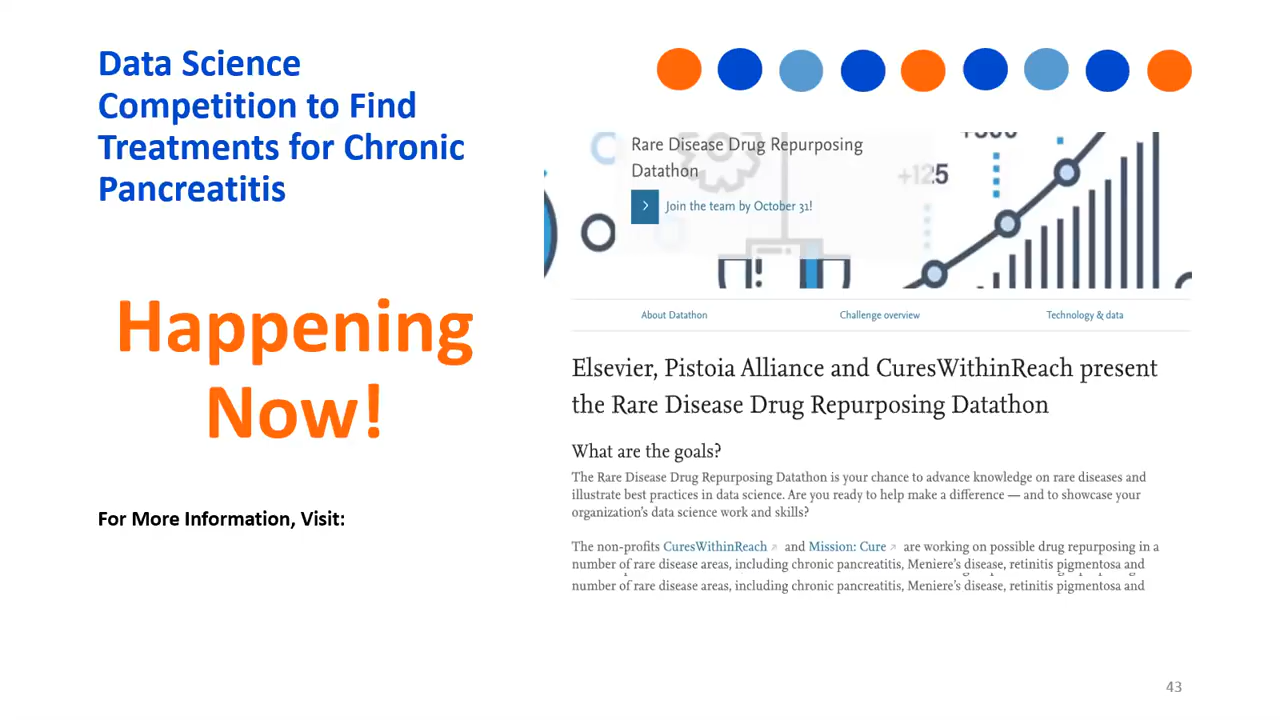 Data Science
Competition to Find
Treatments for Chronic
Pancreatitis
Happening
Now!
For More Information, Visit:
Rare Disease Drug Repurposing
Datathon
Join the team by October 31!
+125
About Datathon
Challenge overview
Technology & data
Elsevier, Pistoia Alliance and CuresWithinReach present
the Rare Disease Drug Repurposing Datathon
What are the goals?
The Rare Disease Drug Repurposing Datathon is your chance to advance knowledge on rare diseases and
illustrate best practices in data science. Are you ready to help make a difference — and to showcase your
organization's data science work and skills?
The non-profits CuresWithinReach and Mission: Cure are working on possible drug repurposing in a
number of rare disease areas, including chronic pancreatitis, Meniere's disease, retinitis pigmentosa and
number of rare disease areas, including chronic pancreatitis, Meniere's disease, retinitis pigmentosa and
43